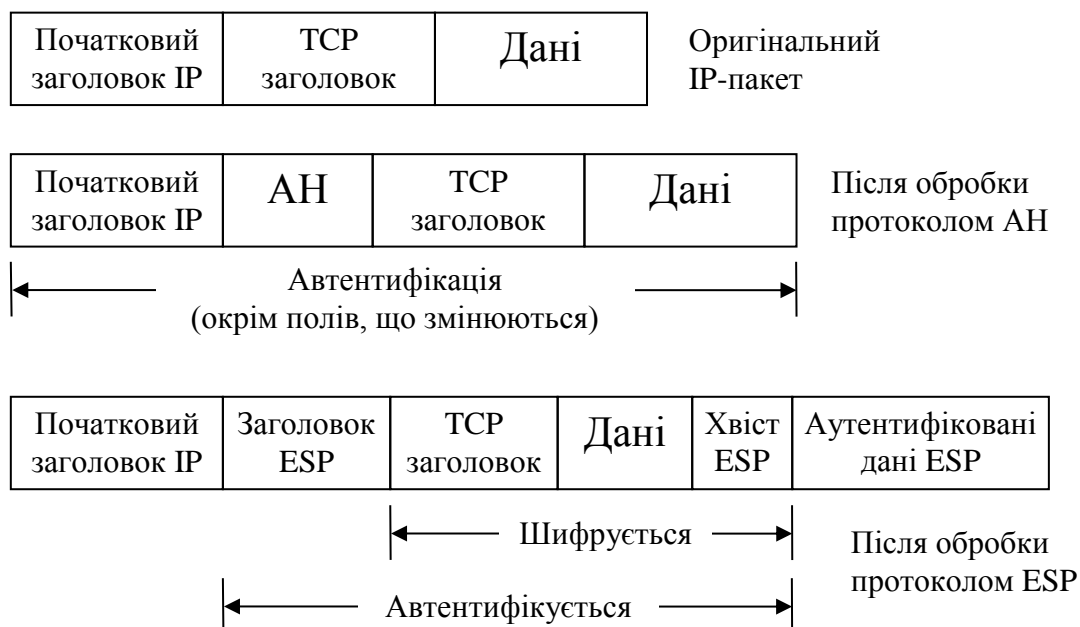 Початковий
заголовок IP
TCP
заголовок
Дані
Оригінальний
IP-пакет
Початковий
заголовок IP
AH
TCP
заголовок
Дані
Після обробки
протоколом AH
Автентифікація
(окрім полів, що змінюються)
Початковий
заголовок IP
Заголовок
ESP
TCP
заголовок
Дані
Хвіст
ESP
Аутентифіковані
дані ESP
Шифрується
Після обробки
протоколом ESP
Автентифікується